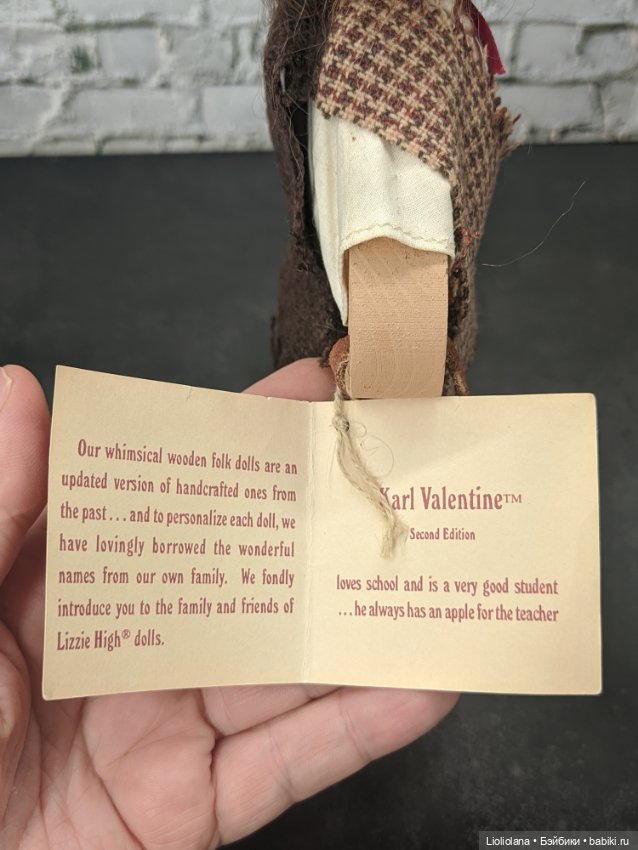 Our whimsical wooden folk dolls are an
updated version of handcrafted ones from
the past ... and to personalize each doll, we
have lovingly borrowed the wonderful
names from our own family. We fondly
introduce you to the family and friends of
Lizzie High® dolls.
Karl Valentine™
Second Edition
loves school and is a very good student
... he always has an apple for the teacher
Lioliolana • Бэйбики • babiki.ru